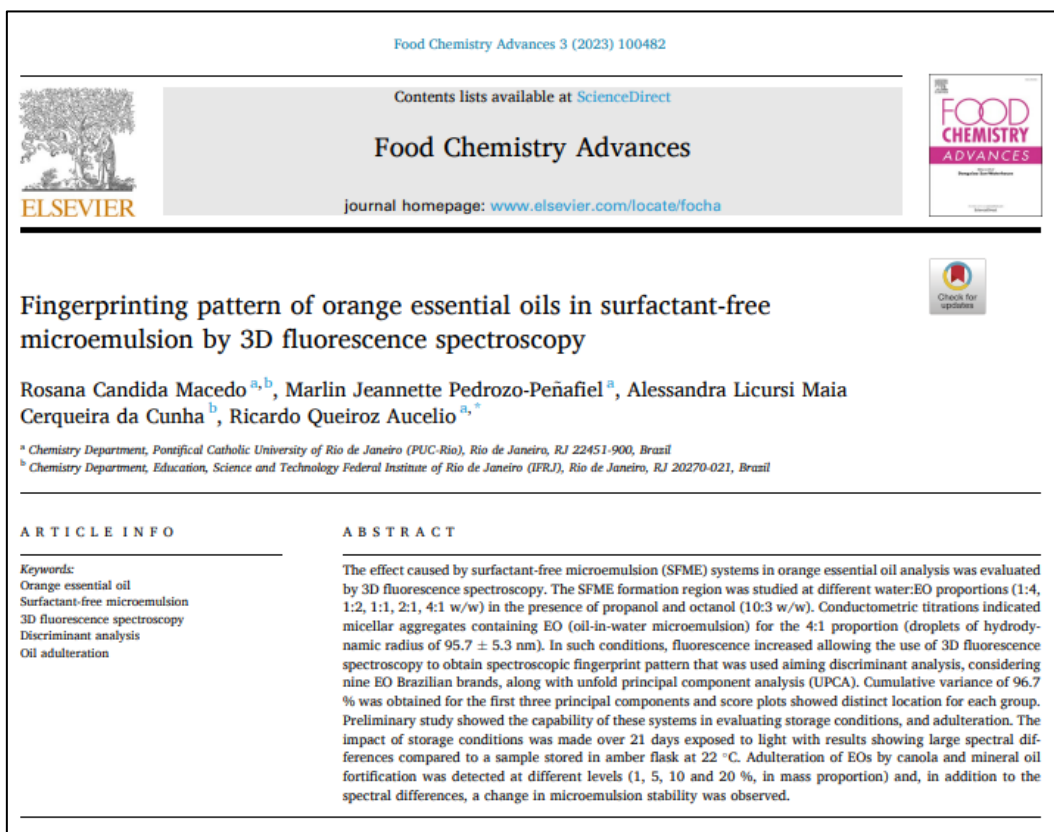 Food Chemistry Advances 3 (2023) 100482
Contents lists available at ScienceDirect
Food Chemistry Advances
journal homepage: www.elsevier.com/locate/focha
ELSEVIER
FOOD
CHEMISTRY
ADVANCES
Check for
updates
Fingerprinting pattern of orange essential oils in surfactant-free
microemulsion by 3D fluorescence spectroscopy
Rosana Candida Macedo a,b, Marlin Jeannette Pedrozo-Peñafiel a, Alessandra Licursi Maia
Cerqueira da Cunha b, Ricardo Queiroz Aucelio a,*
a Chemistry Department, Pontifical Catholic University of Rio de Janeiro (PUC-Rio), Rio de Janeiro, RJ 22451-900, Brazil
b Chemistry Department, Education, Science and Technology Federal Institute of Rio de Janeiro (IFRJ), Rio de Janeiro, RJ 20270-021, Brazil
ARTICLE INFO
Keywords:
Orange essential oil
Surfactant-free microemulsion
3D fluorescence spectroscopy
Discriminant analysis
Oil adulteration
ABSTRACT
The effect caused by surfactant-free microemulsion (SFME) systems in orange essential oil analysis was evaluated
by 3D fluorescence spectroscopy. The SFME formation region was studied at different water:EO proportions (1:4,
1:2, 1:1, 2:1, 4:1 w/w) in the presence of propanol and octanol (10:3 w/w). Conductometric titrations indicated
micellar aggregates containing EO (oil-in-water microemulsion) for the 4:1 proportion (droplets of hydrody-
namic radius of 95.7 ± 5.3 nm). In such conditions, fluorescence increased allowing the use of 3D fluorescence
spectroscopy to obtain spectroscopic fingerprint pattern that was used aiming discriminant analysis, considering
nine EO Brazilian brands, along with unfold principal component analysis (UPCA). Cumulative variance of 96.7
% was obtained for the first three principal components and score plots showed distinct location for each group.
Preliminary study showed the capability of these systems in evaluating storage conditions, and adulteration. The
impact of storage conditions was made over 21 days exposed to light with results showing large spectral dif-
ferences compared to a sample stored in amber flask at 22 °C. Adulteration of EOs by canola and mineral oil
fortification was detected at different levels (1, 5, 10 and 20 %, in mass proportion) and, in addition to the
spectral differences, a change in microemulsion stability was observed.